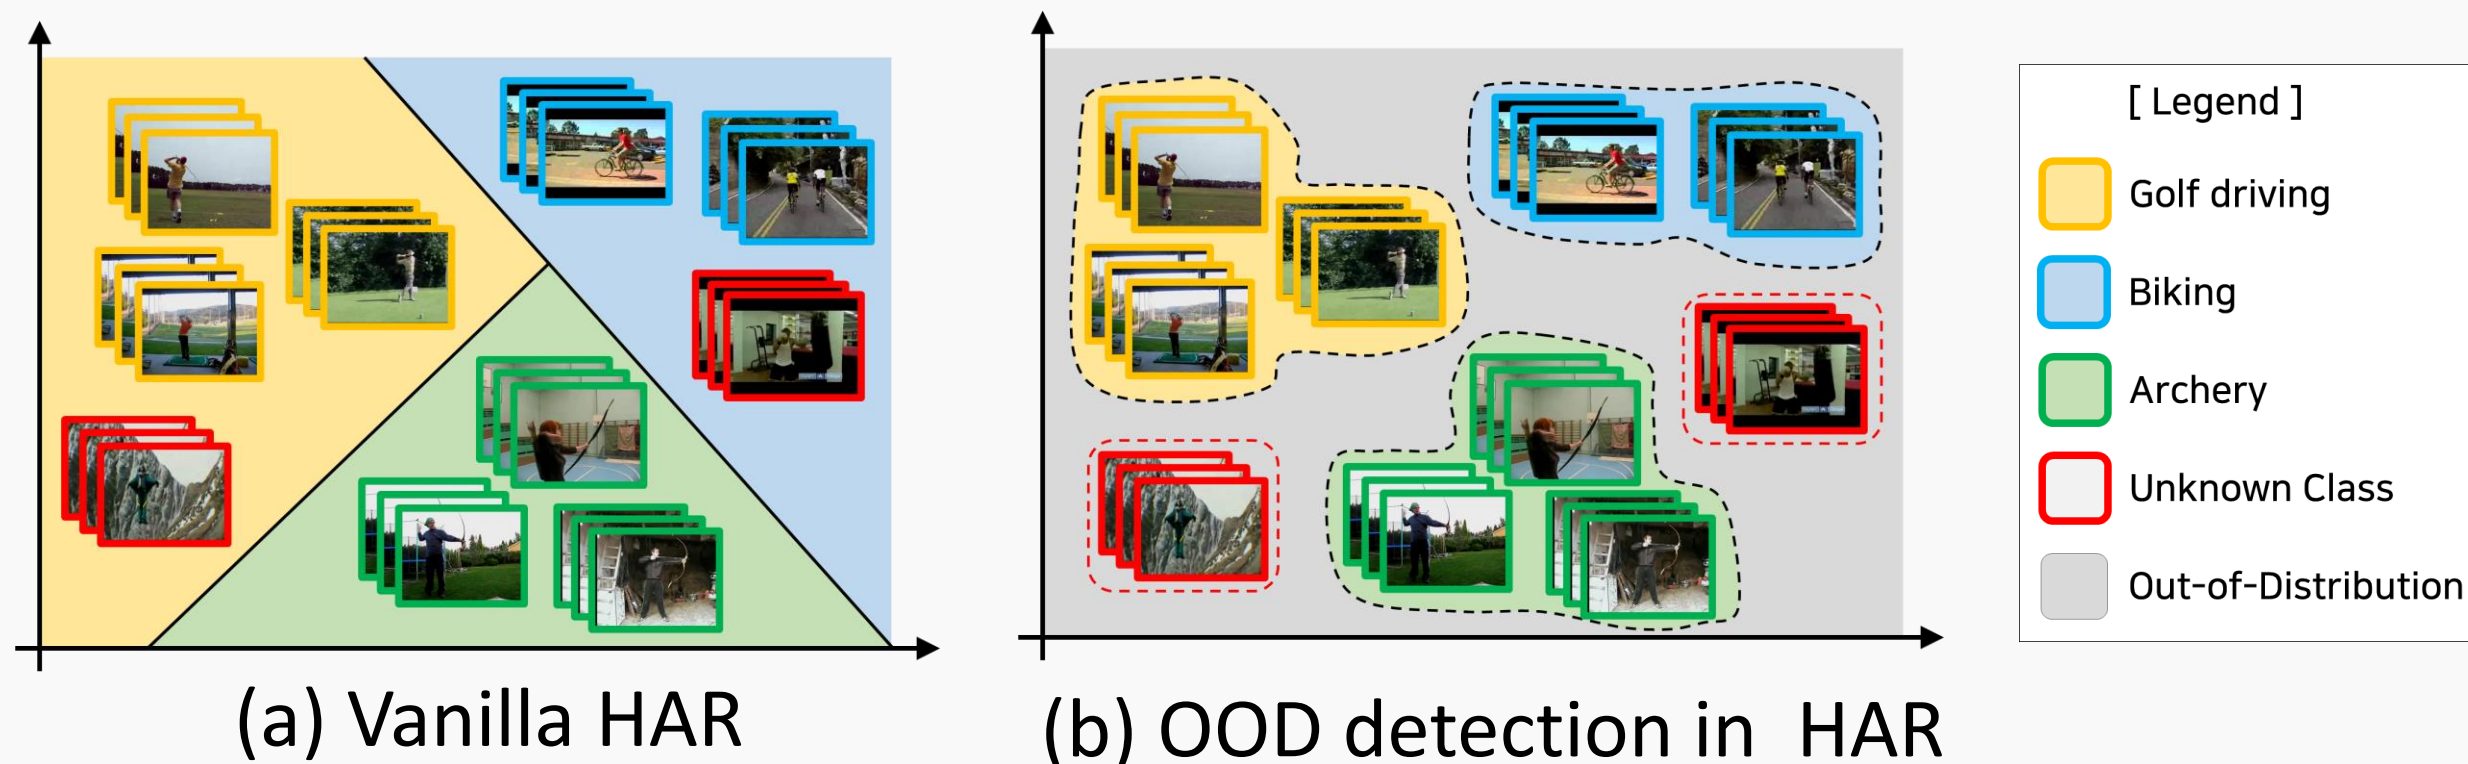 (a) Vanilla HAR
(b) OOD detection in HAR
[ Legend ]
Golf driving
Biking
Archery
Unknown Class
Out-of-Distribution